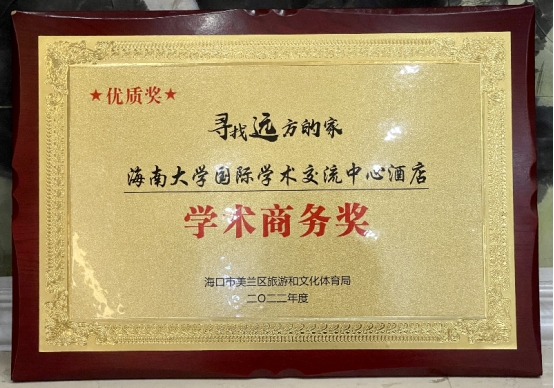 ★优质奖★
寻找远方的家
海南大学国际学术交流中心酒店
学术商务奖
海口市美兰区旅游和文化体育局
二〇二二年度